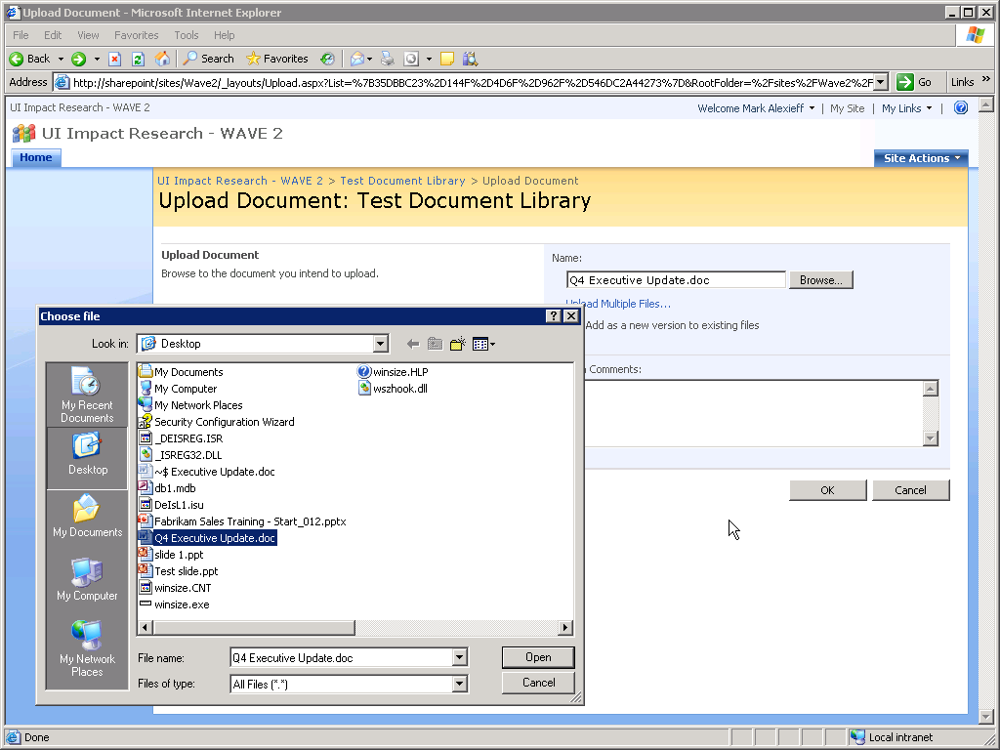 Upload Document - Microsoft Internet Explorer
File Edit View Favorites Tools Help
Back Search Favorites
Address http://sharepoint/sites/Wave2/_layouts/Upload.aspx?List=%7B35DBBC23%2D144F%2D4D6F%2D962F%2D546DC2A44273%7D&RootFolder=%2Fsites%2FWave2%2F Go Links »
UI Impact Research - WAVE 2 Welcome Mark Alexieff | My Site | My Links |
UI Impact Research - WAVE 2
Home Site Actions
UI Impact Research - WAVE 2 > Test Document Library > Upload Document
Upload Document: Test Document Library
Upload Document
Browse to the document you intend to upload.
Name:
Q4 Executive Update.doc Browse...
Upload Multiple Files...
Add as a new version to existing files
Comments:
OK Cancel
Choose file
Look in: Desktop
My Recent Documents
Desktop
My Documents
My Computer
My Network Places
My Documents
My Computer
My Network Places
Security Configuration Wizard
_DEISREG.ISR
_ISREG32.DLL
~$ Executive Update.doc
db1.mdb
DeIsL1.isu
Fabrikam Sales Training - Start_012.pptx
Q4 Executive Update.doc
slide 1.ppt
Test slide.ppt
winsize.CNT
winsize.exe
winsize.HLP
wszhook.dll
File name: Q4 Executive Update.doc Open
Files of type: All Files (*.*) Cancel
Done Local intranet